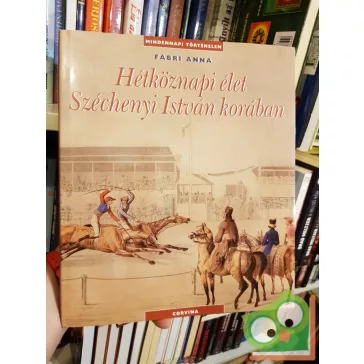 MINDENNAPI TÖRTÉNELEM
FÁBRI ANNA
Hétköznapi élet
Széchenyi István korában
CORVINA